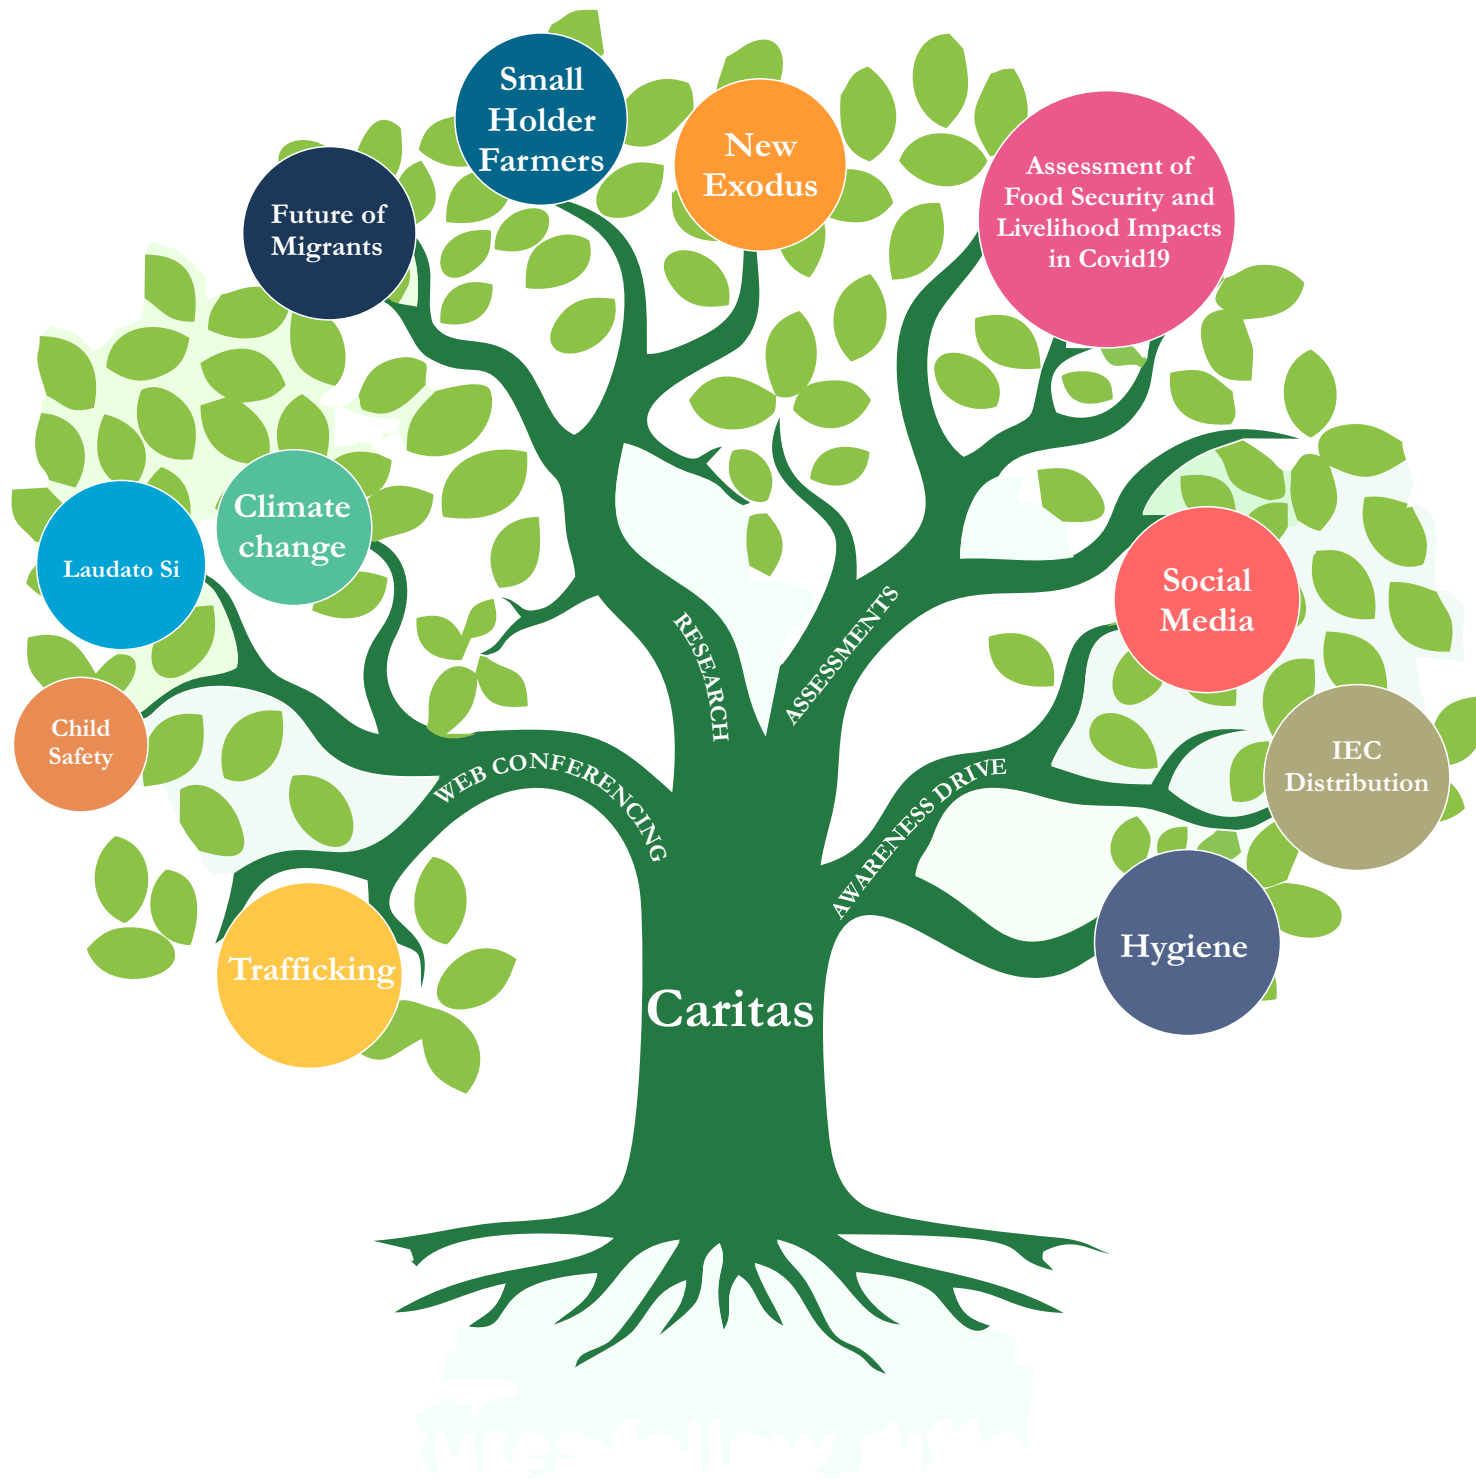 Small
Holder
Farmers
New
Exodus
Assessment of
Food Security and
Livelihood Impacts
in Covid19
Future of
Migrants
Climate
change
Laudato Si
Social
Media
Child
Safety
IEC
Distribution
RESEARCH
ASSESSMENTS
WEB CONFERENCING
AWARENESS DRIVE
Trafficking
Hygiene
Caritas